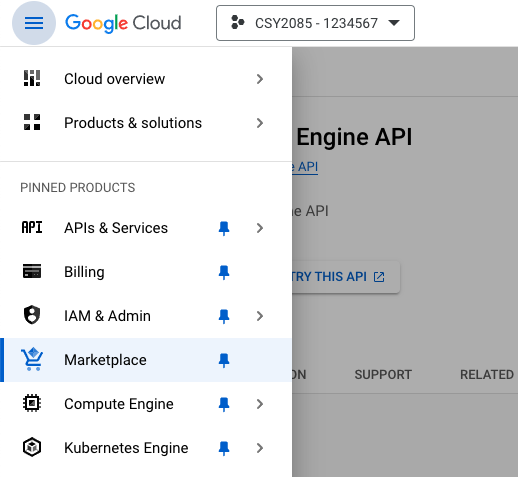 Google Cloud
CSY2085 - 1234567
Cloud overview
Products & solutions
PINNED PRODUCTS
API APIs & Services
Billing
IAM & Admin
Marketplace
Compute Engine
Kubernetes Engine
Engine API
API
API
TRY THIS API
ON SUPPORT RELATED